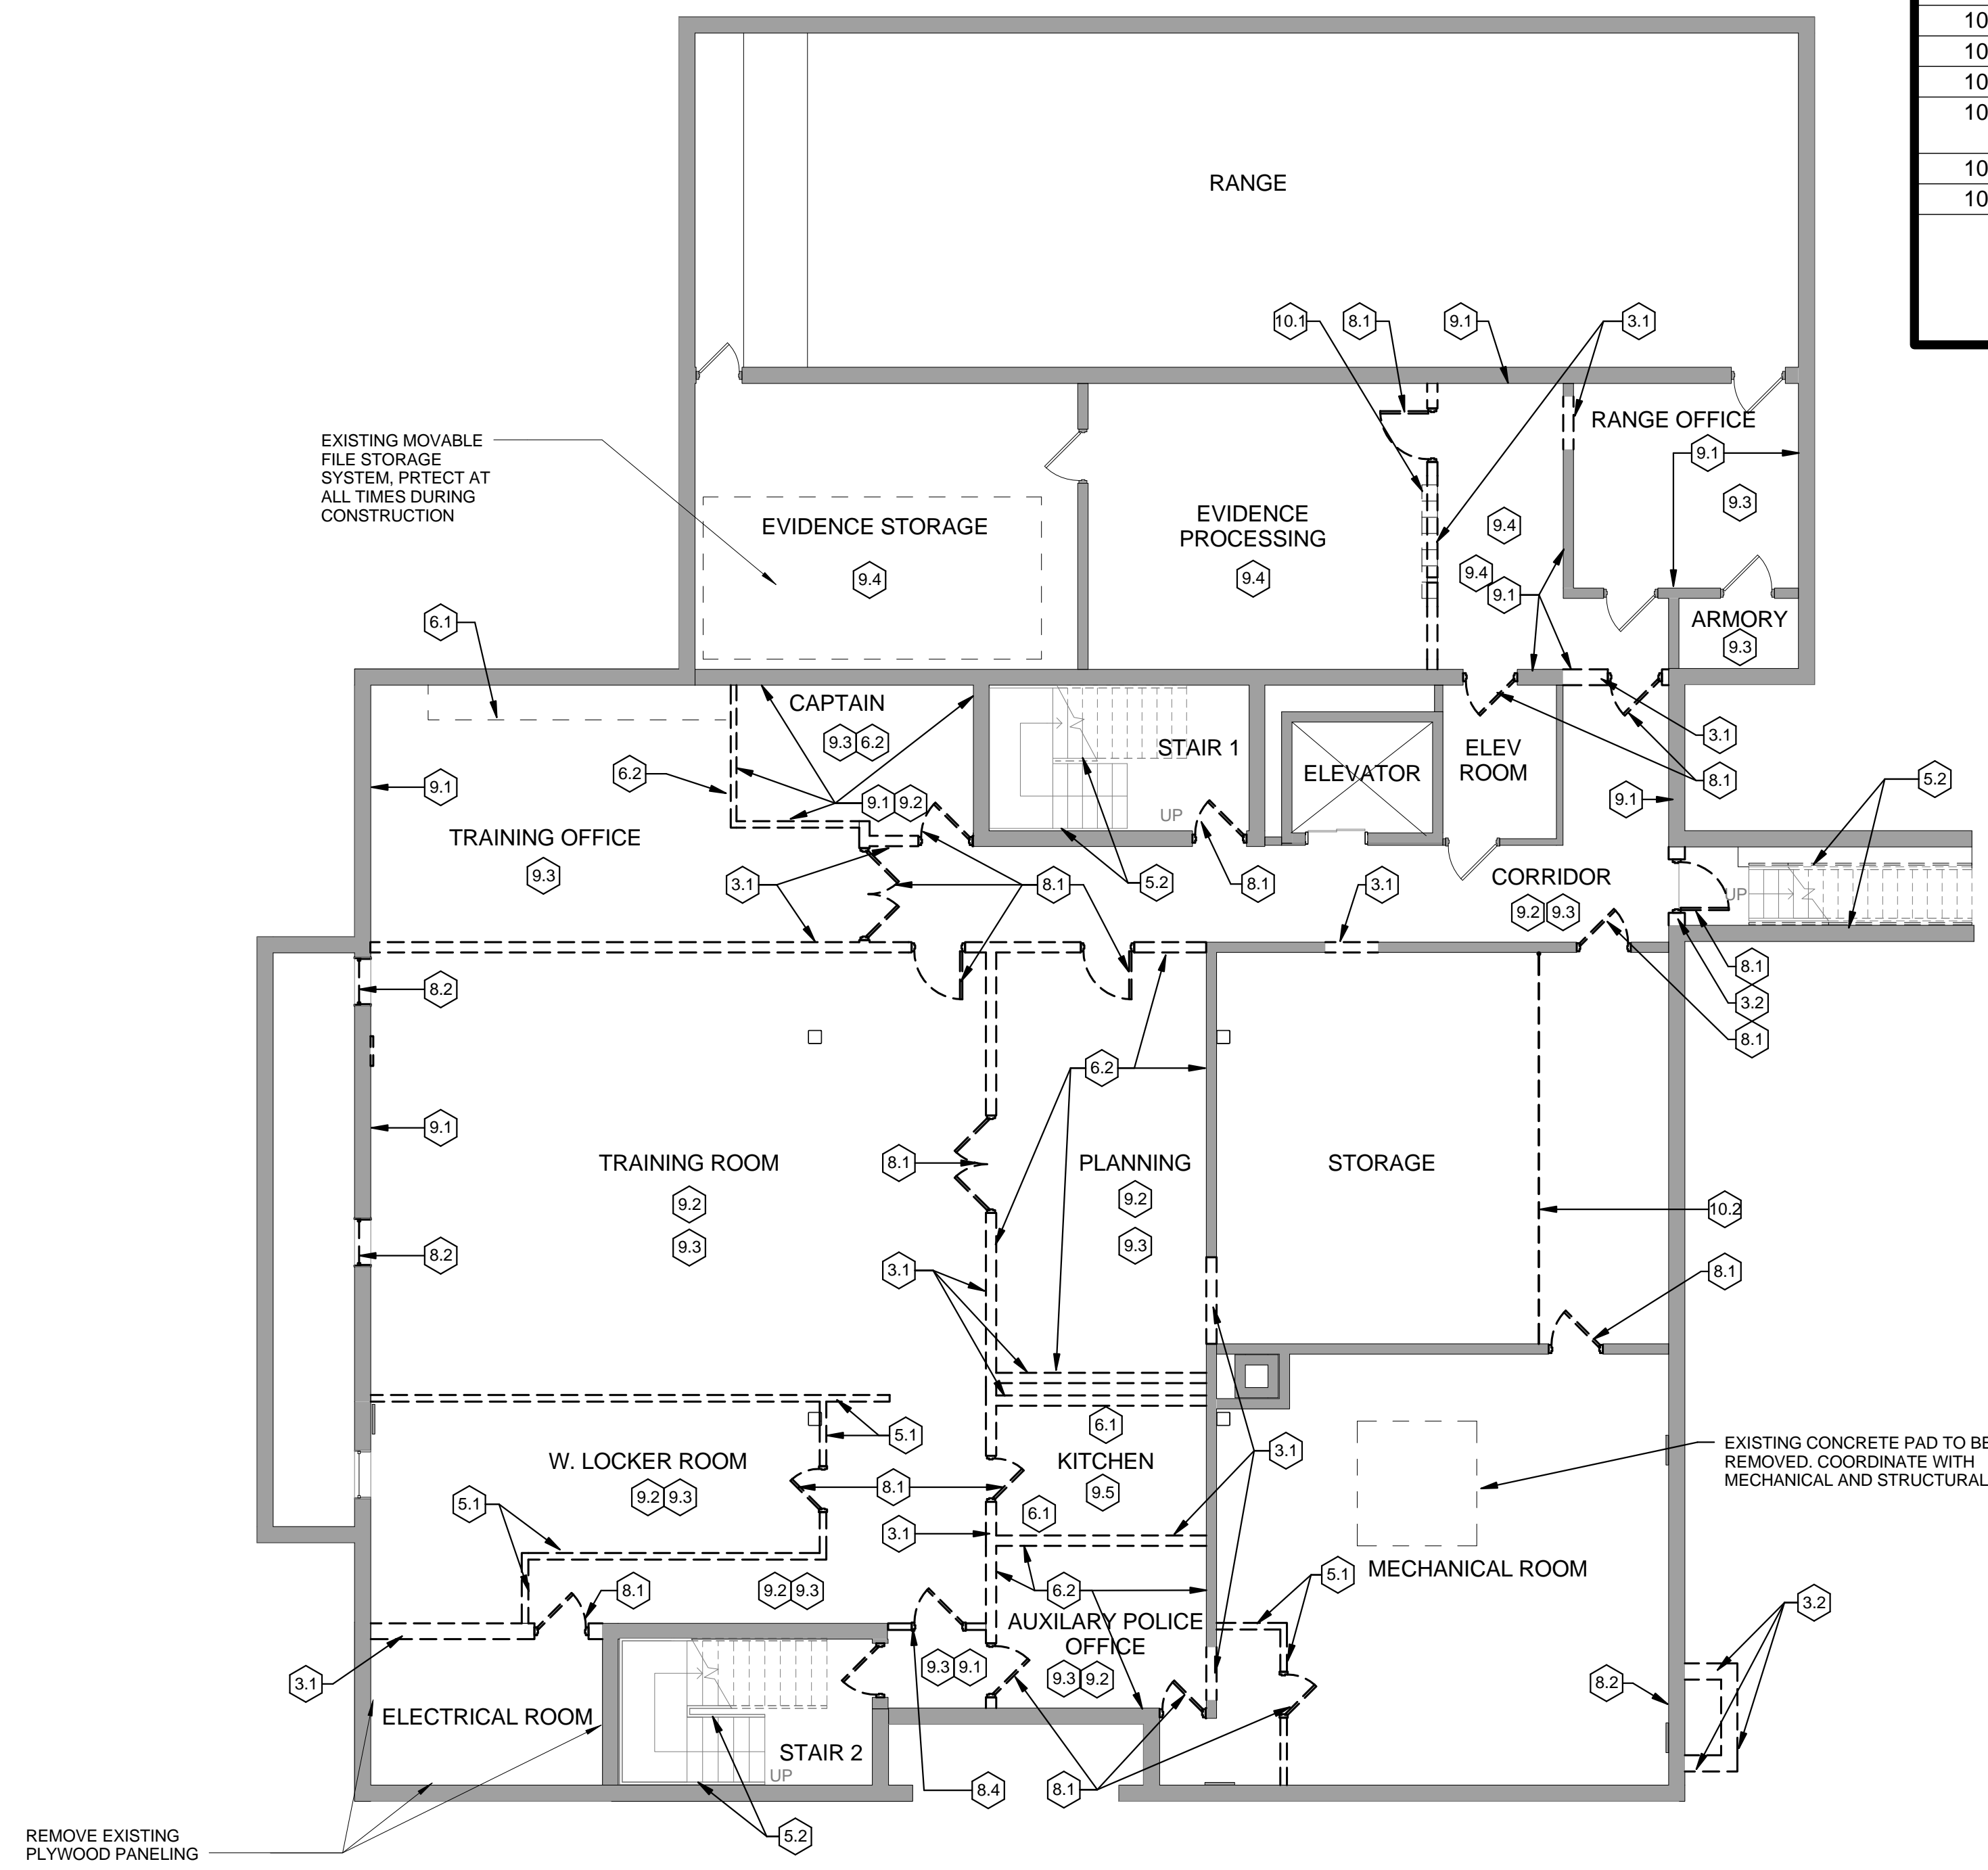 10
10
10
10
10
10
RANGE
10.1
8.1
9.1
3.1
RANGE OFFICE
9.1
9.3
EXISTING MOVABLE
FILE STORAGE
SYSTEM, PRTECT AT
ALL TIMES DURING
CONSTRUCTION
EVIDENCE STORAGE
9.4
EVIDENCE
PROCESSING
9.4
9.4
9.4
9.1
ARMORY
9.3
6.1
CAPTAIN
9.3 6.2
6.2
9.1
9.1 9.2
STAIR 1
UP
ELEVATOR
ELEV
ROOM
3.1
8.1
9.1
5.2
TRAINING OFFICE
9.3
3.1
8.1
5.2
8.1
3.1
CORRIDOR
9.2 9.3
UP
8.1
3.2
8.1
8.2
6.2
9.1
8.1
TRAINING ROOM
9.2
9.3
PLANNING
9.2
9.3
STORAGE
10.2
8.2
3.1
8.1
5.1
6.1
KITCHEN
9.5
3.1
EXISTING CONCRETE PAD TO BE
REMOVED. COORDINATE WITH
MECHANICAL AND STRUCTURAL
W. LOCKER ROOM
9.2 9.3
8.1
5.1
3.1
6.1
MECHANICAL ROOM
5.1
8.1
9.2 9.3
6.2
3.2
AUXILARY POLICE
OFFICE
9.3 9.1
9.3 9.2
3.1
8.2
ELECTRICAL ROOM
STAIR 2
UP
8.4
8.1
5.2
REMOVE EXISTING
PLYWOOD PANELING